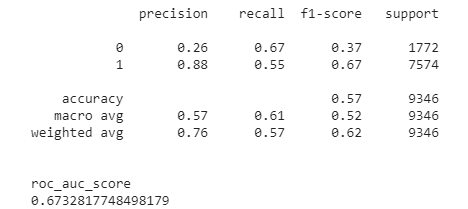 precision recall f1-score support
0 0.26 0.67 0.37 1772
1 0.88 0.55 0.67 7574
accuracy 0.57 9346
macro avg 0.57 0.61 0.52 9346
weighted avg 0.76 0.57 0.62 9346
roc_auc_score
0.6732817748498179